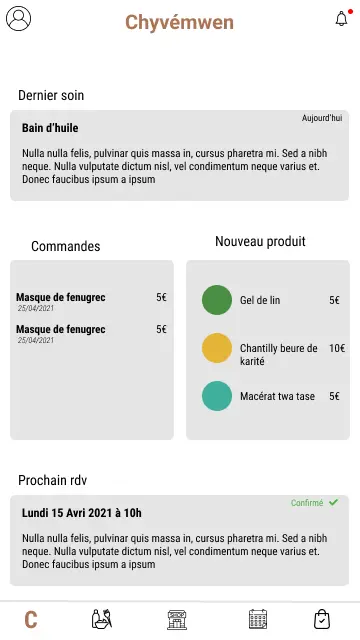 Chyvémwen
Dernier soin
Aujourd'hui
Bain d'huile
Nulla nulla felis, pulvinar quis massa in, cursus pharetra mi. Sed a nibh
neque. Nulla vulputate dictum nisl, vel condimentum neque varius et.
Donec faucibus ipsum a ipsum
Commandes
Masque de fenugrec 5€
25/04/2021
Masque de fenugrec 5€
25/04/2021
Nouveau produit
Gel de lin 5€
Chantilly beure de 10€
karité
Macérat twa tase 5€
Prochain rdv
Confirmé
Lundi 15 Avri 2021 à 10h
Nulla nulla felis, pulvinar quis massa in, cursus pharetra mi. Sed a nibh
neque. Nulla vulputate dictum nisl, vel condimentum neque varius et.
Donec faucibus ipsum a ipsum
C
SHOP